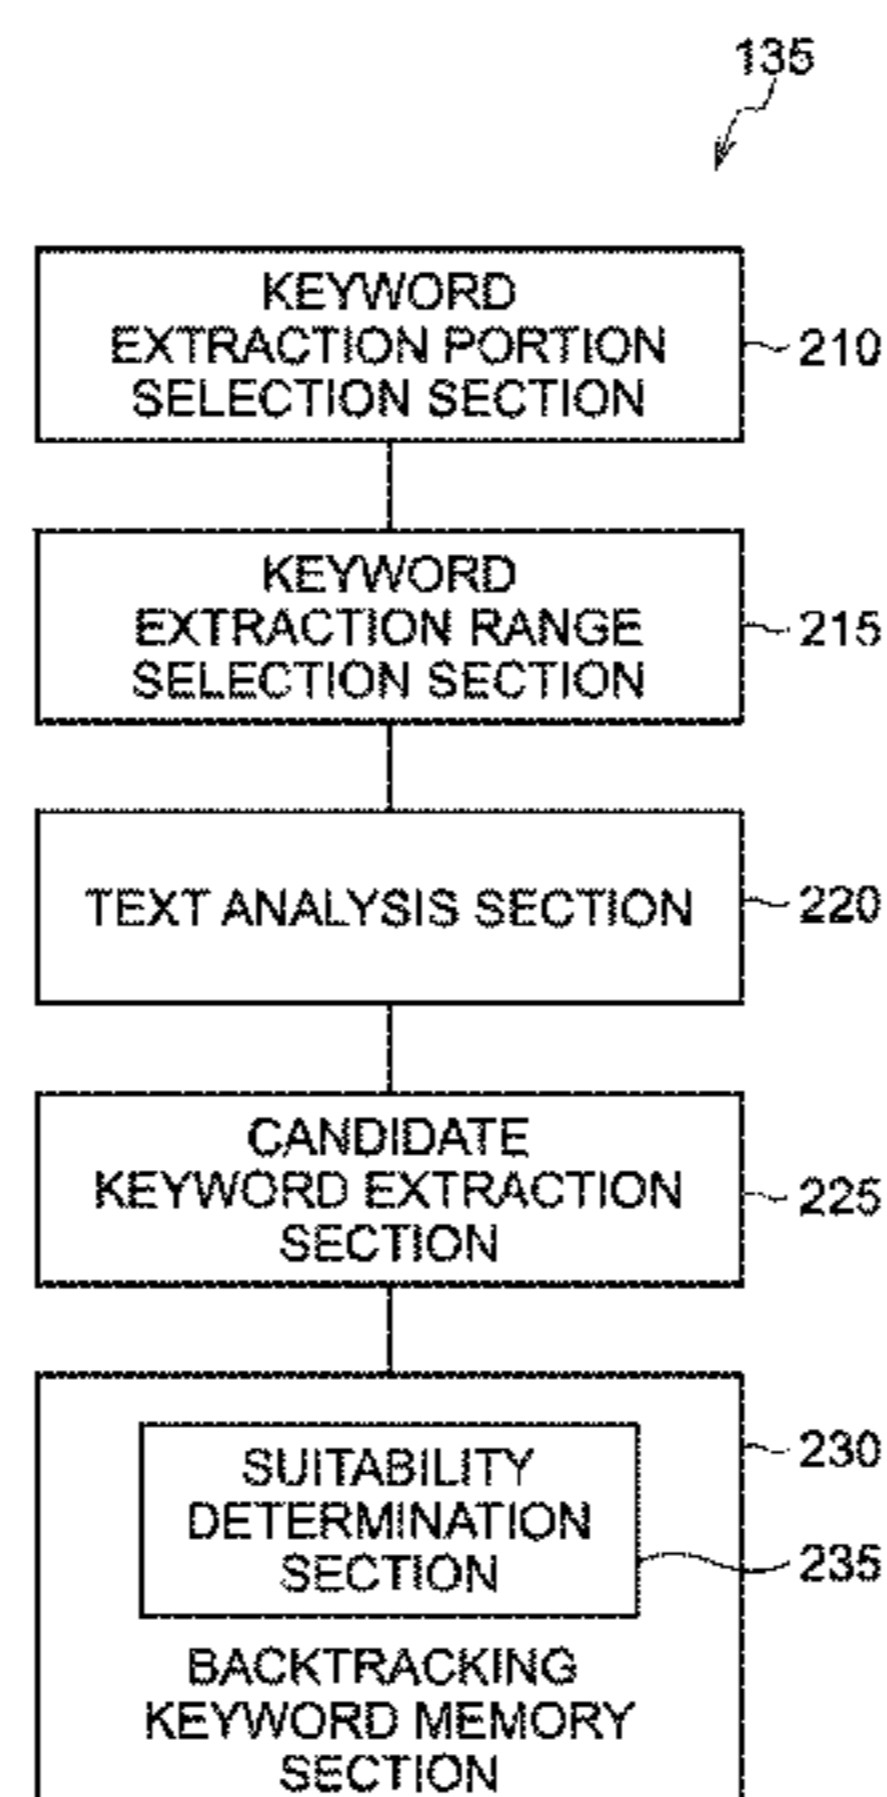 135
KEYWORD
EXTRACTION PORTION
SELECTION SECTION
210
KEYWORD
EXTRACTION RANGE
SELECTION SECTION
215
TEXT ANALYSIS SECTION
220
CANDIDATE
KEYWORD EXTRACTION
SECTION
225
230
SUITABILITY
DETERMINATION
SECTION
235
BACKTRACKING
KEYWORD MEMORY
SECTION